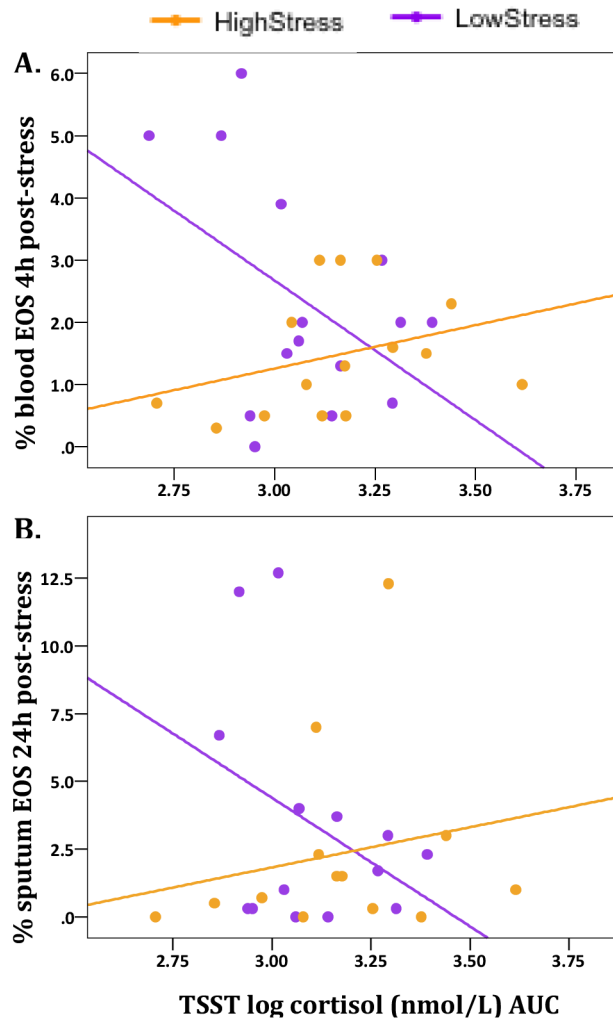 HighStress LowStress
A.
% blood EOS 4h post-stress
6.0
5.0
4.0
3.0
2.0
1.0
.0
2.75 3.00 3.25 3.50 3.75
B.
% sputum EOS 24h post-stress
12.5
10.0
7.5
5.0
2.5
.0
2.75 3.00 3.25 3.50 3.75
TSST log cortisol (nmol/L) AUC